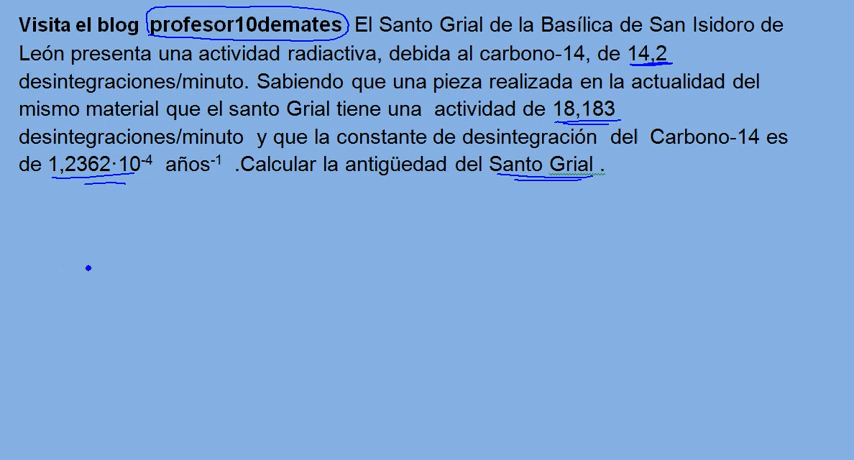 Visita el blog profesor10demates El Santo Grial de la Basílica de San Isidoro de
León presenta una actividad radiactiva, debida al carbono-14, de 14,2
desintegraciones/minuto. Sabiendo que una pieza realizada en la actualidad del
mismo material que el santo Grial tiene una actividad de 18,183
desintegraciones/minuto y que la constante de desintegración del Carbono-14 es
de 1,2362·10⁻⁴ años⁻¹ .Calcular la antigüedad del Santo Grial .